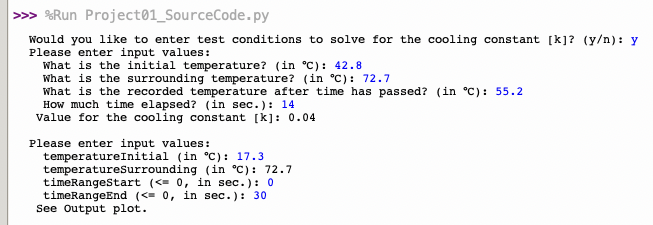 >>> %Run Project01_SourceCode.py
Would you like to enter test conditions to solve for the cooling constant [k]? (y/n): y
Please enter input values:
What is the initial temperature? (in ℃): 42.8
What is the surrounding temperature? (in ℃): 72.7
What is the recorded temperature after time has passed? (in ℃): 55.2
How much time elapsed? (in sec.): 14
Value for the cooling constant [k]: 0.04
Please enter input values:
temperatureInitial (in ℃): 17.3
temperatureSurrounding (in ℃): 72.7
timeRangeStart (<= 0, in sec.): 0
timeRangeEnd (<= 0, in sec.): 30
See Output plot.